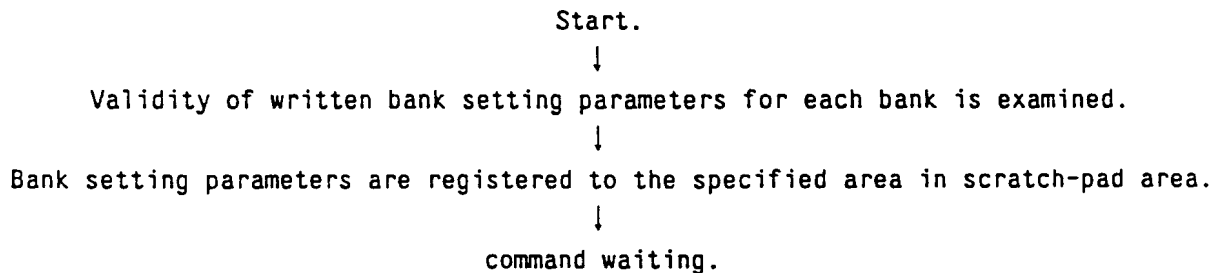 Start.
↓
Validity of written bank setting parameters for each bank is examined.
↓
Bank setting parameters are registered to the specified area in scratch-pad area.
↓
command waiting.